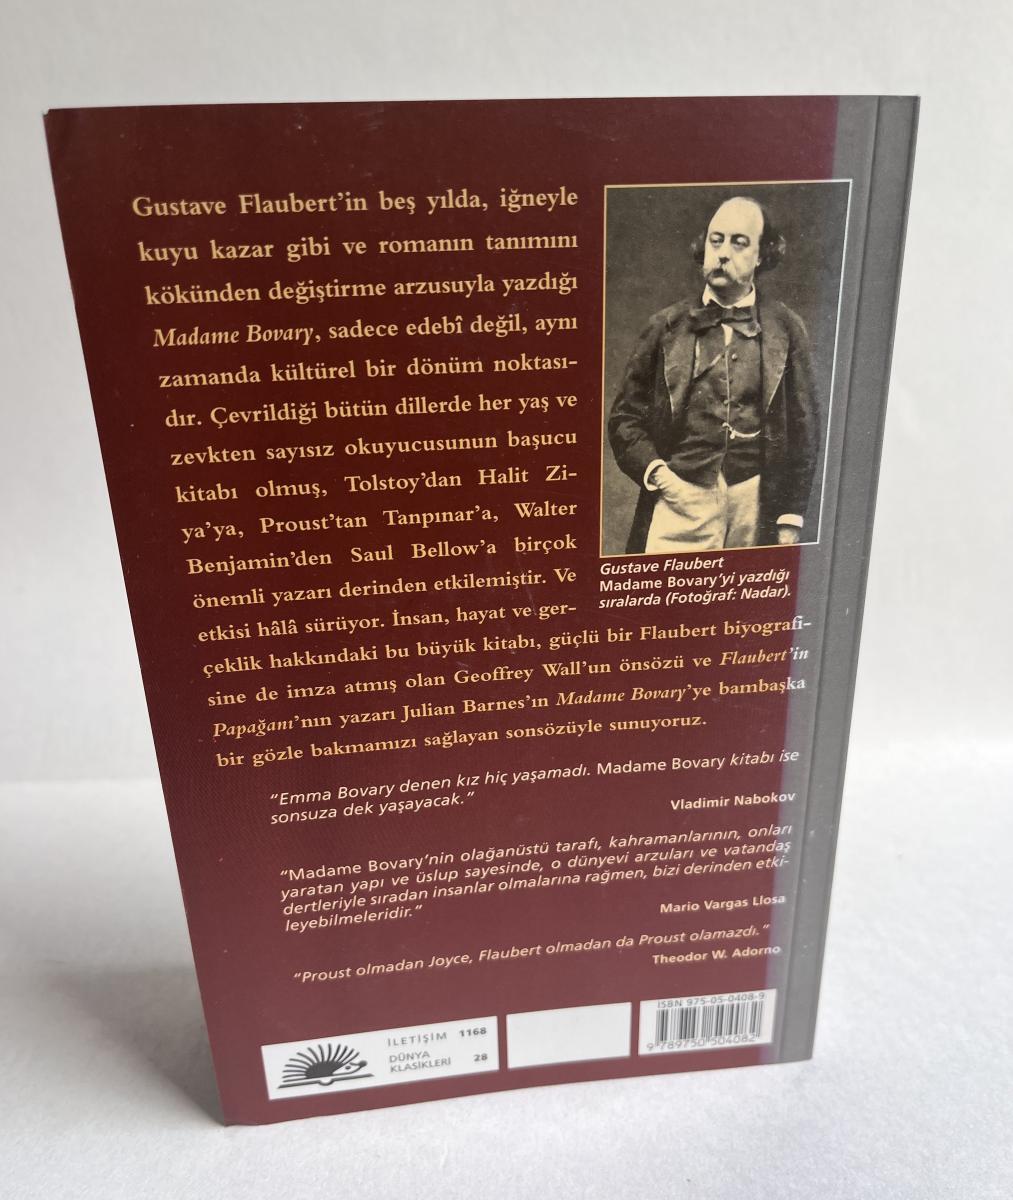 Gustave Flaubert'in beş yılda, iğneyle
kuyu kazar gibi ve romanın tanımını
kökünden değiştirme arzusuyla yazdığı
Madame Bovary, sadece edebî değil, aynı
zamanda kültürel bir dönüm noktası-
dır. Çevrildiği bütün dillerde her yaş ve
zevkten sayısız okuyucusunun başucu
kitabı olmuş, Tolstoy'dan Halit Zi-
ya'ya, Proust'tan Tanpınar'a, Walter
Benjamin'den Saul Bellow'a birçok
önemli yazarı derinden etkilemiştir. Ve
etkisi hâlâ sürüyor. İnsan, hayat ve ger-
çeklik hakkındaki bu büyük kitabı, güçlü bir Flaubert biyografi-
sine de imza atmış olan Geoffrey Wall'un önsözü ve Flaubert'in
Papağanı'nın yazarı Julian Barnes'ın Madame Bovary'ye bambaşka
bir gözle bakmamızı sağlayan sonsözüyle sunuyoruz.
Gustave Flaubert
Madame Bovary'yi yazdığı
sıralarda (Fotoğraf: Nadar).
"Emma Bovary denen kız hiç yaşamadı. Madame Bovary kitabı ise
sonsuza dek yaşayacak."
Vladimir Nabokov
"Madame Bovary'nin olağanüstü tarafı, kahramanlarının, onları
yaratan yapı ve üslup sayesinde, o dünyevi arzuları ve vatandaş
dertleriyle sıradan insanlar olmalarına rağmen, bizi derinden etki-
leyebilmeleridir."
Mario Vargas Llosa
"Proust olmadan Joyce, Flaubert olmadan da Proust olamazdı."
Theodor W. Adorno
İLETİŞİM 1168
DÜNYA
KLASİKLERİ 28
ISBN 975-05-0408-9
9 789750 504082